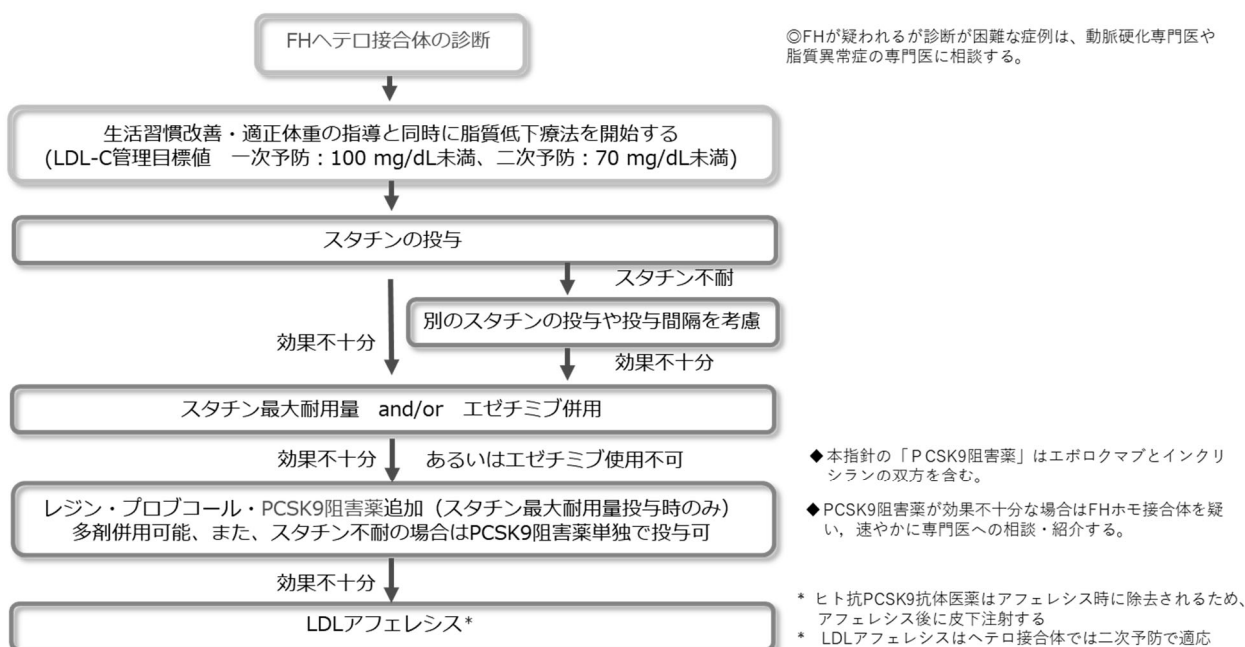 FHヘテロ接合体の診断
◎FHが疑われるが診断が困難な症例は、動脈硬化専門医や
脂質異常症の専門医に相談する。
生活習慣改善・適正体重の指導と同時に脂質低下療法を開始する
(LDL-C管理目標値　一次予防：100 mg/dL未満、二次予防：70 mg/dL未満)
スタチンの投与
スタチン不耐
別のスタチンの投与や投与間隔を考慮
効果不十分
効果不十分
スタチン最大耐用量　and/or　エゼチミブ併用
効果不十分　あるいはエゼチミブ使用不可
レジン・プロブコール・PCSK9阻害薬追加（スタチン最大耐用量投与時のみ）
多剤併用可能、また、スタチン不耐の場合はPCSK9阻害薬単独で投与可
◆本指針の「ＰCSK9阻害薬」はエボロクマブとインクリ
シランの双方を含む。
◆PCSK9阻害薬が効果不十分な場合はFHホモ接合体を疑
い，速やかに専門医への相談・紹介する。
効果不十分
LDLアフェレシス*
* ヒト抗PCSK9抗体医薬はアフェレシス時に除去されるため、
アフェレシス後に皮下注射する
* LDLアフェレシスはヘテロ接合体では二次予防で適応